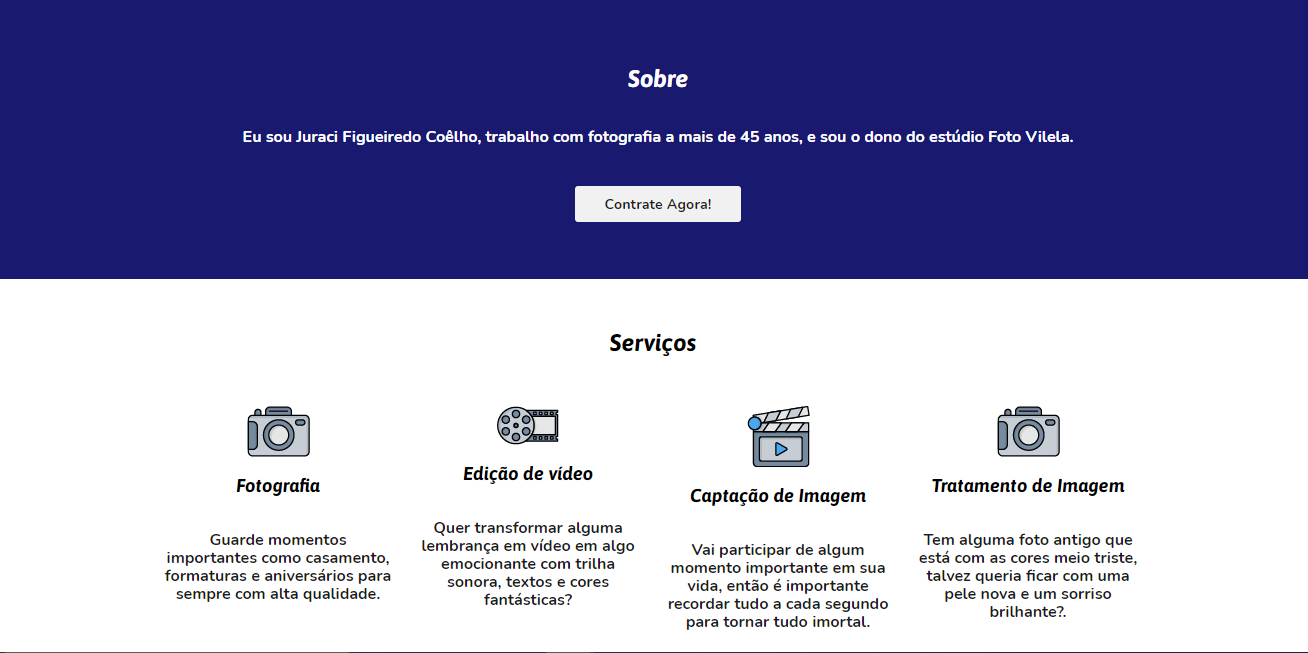 Sobre
Eu sou Juraci Figueiredo Coêlho, trabalho com fotografia a mais de 45 anos, e sou o dono do estúdio Foto Vilela.
Contrate Agora!
Serviços
Fotografia
Guarde momentos
importantes como casamento,
formaturas e aniversários para
sempre com alta qualidade.
Edição de vídeo
Quer transformar alguma
lembrança em vídeo em algo
emocionante com trilha
sonora, textos e cores
fantásticas?
Captação de Imagem
Vai participar de algum
momento importante em sua
vida, então é importante
recordar tudo a cada segundo
para tornar tudo imortal.
Tratamento de Imagem
Tem alguma foto antigo que
está com as cores meio triste,
talvez queria ficar com uma
pele nova e um sorriso
brilhante?.